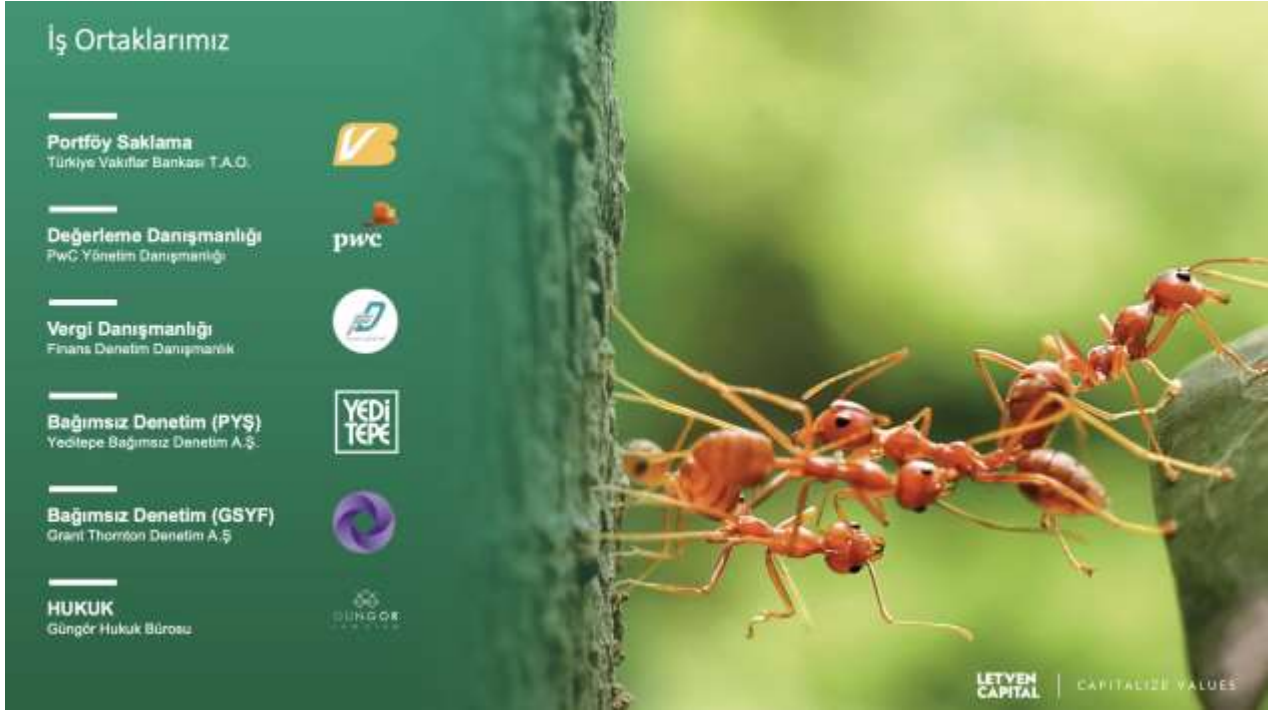 İş Ortaklarımız
Portföy Saklama
Türkiye Vakıflar Bankası T.A.O.
VB
Değerleme Danışmanlığı
PwC Yönetim Danışmanlığı
pwc
Vergi Danışmanlığı
Finans Denetim Danışmanlık
Bağımsız Denetim (PYŞ)
Yeditepe Bağımsız Denetim A.Ş.
YEDİ
TEPE
Bağımsız Denetim (GSYF)
Grant Thornton Denetim A.Ş
HUKUK
Güngör Hukuk Bürosu
GUNGOR
LETVEN
CAPITAL
CAPITALIZE VALUES